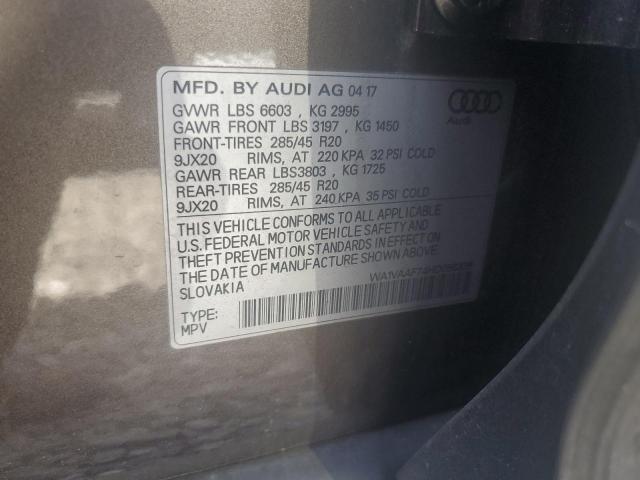 MFD. BY AUDI AG 04 17
GVWR LBS 6603 , KG 2995
GAWR FRONT LBS 3197 , KG 1450
FRONT-TIRES 285/45 R20
9JX20 RIMS, AT 220 KPA 32 PSI COLD
GAWR REAR LBS3803 , KG 1725
REAR-TIRES 285/45 R20
9JX20 RIMS, AT 240 KPA 35 PSI COLD
Audi
THIS VEHICLE CONFORMS TO ALL APPLICABLE
U.S. FEDERAL MOTOR VEHICLE SAFETY AND
THEFT PREVENTION STANDARDS IN EFFECT ON
THE DATE OF MANUFACTURE SHOWN ABOVE.
SLOVAKIA
TYPE:
MPV